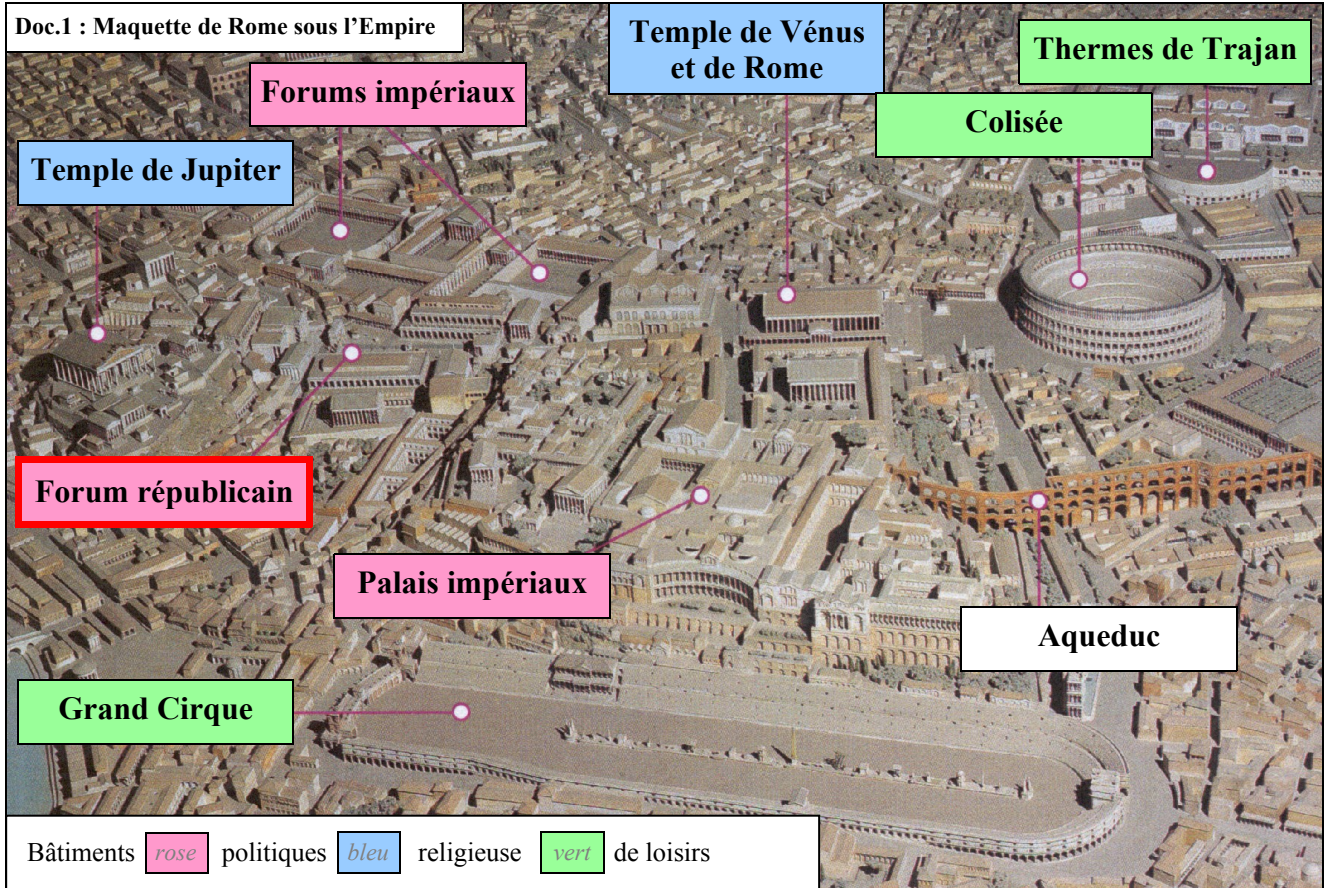 Doc.1 : Maquette de Rome sous l’Empire
Temple de Vénus
et de Rome
Thermes de Trajan
Forums impériaux
Colisée
Temple de Jupiter
Forum républicain
Palais impériaux
Aqueduc
Grand Cirque
Bâtiments rose politiques bleu religieuse vert de loisirs